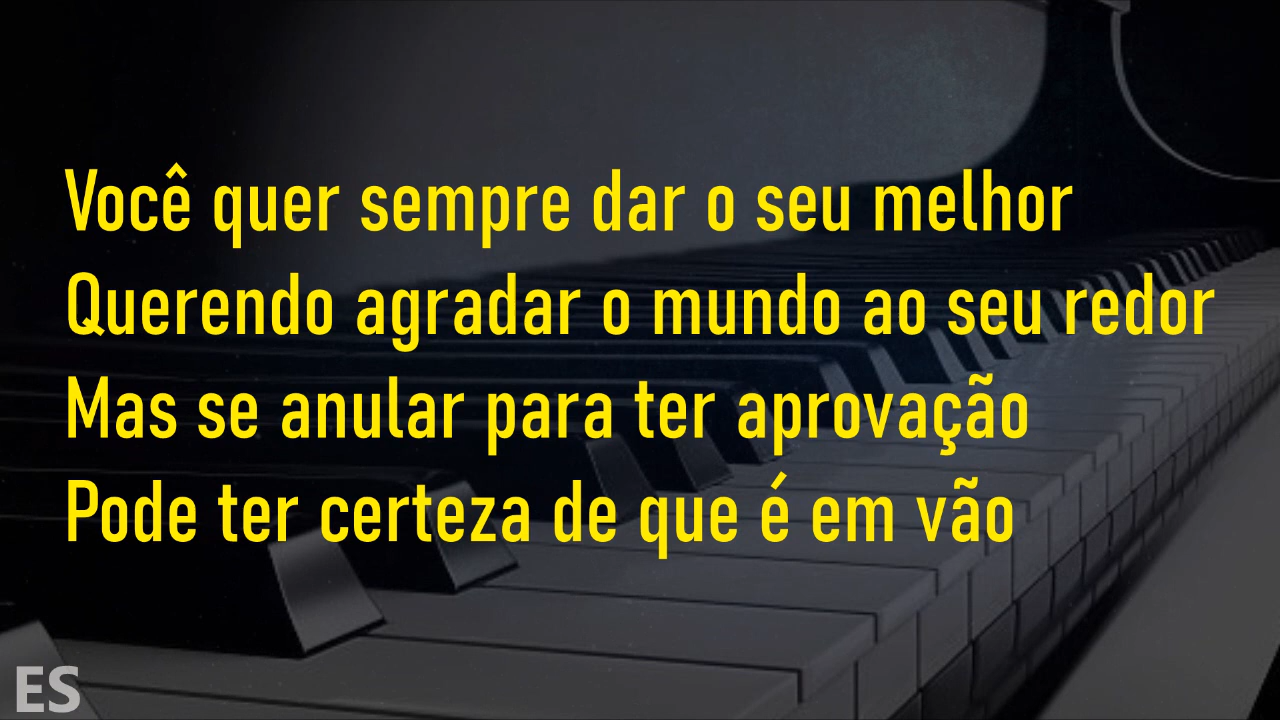 Você quer sempre dar o seu melhor
Querendo agradar o mundo ao seu redor
Mas se anular para ter aprovação
Pode ter certeza de que é em vão
ES